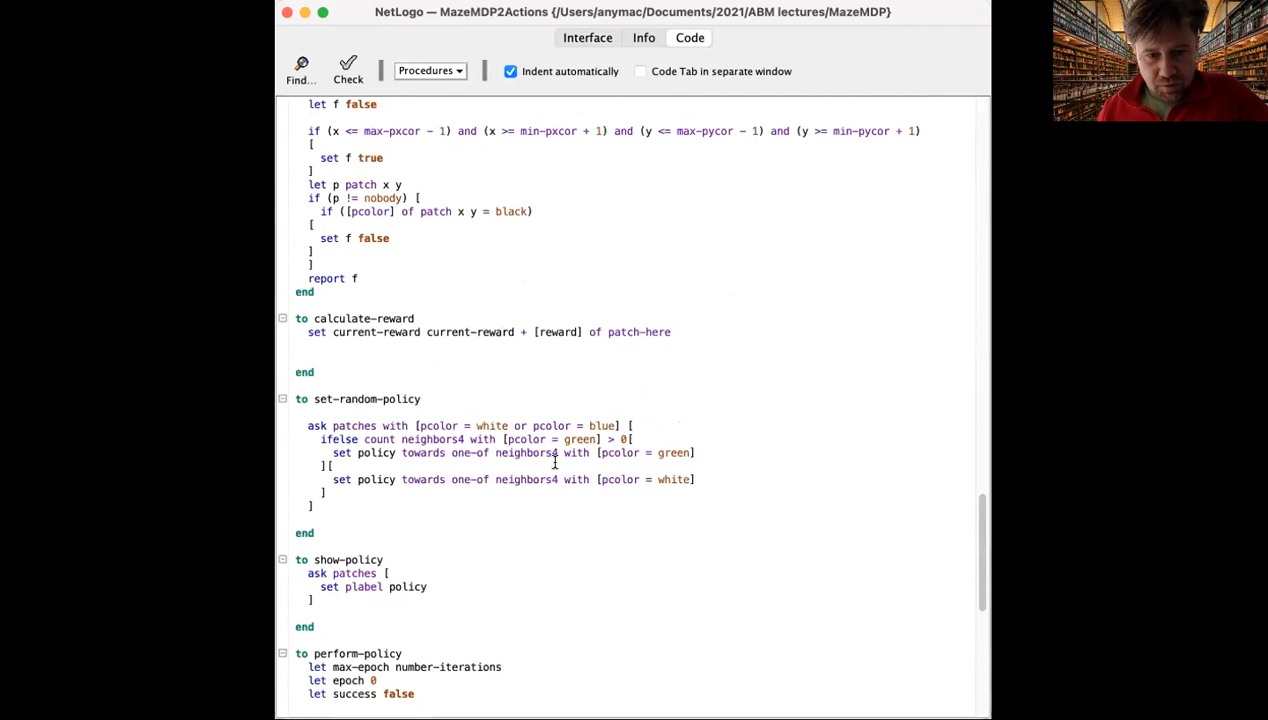 NetLogo — MazeMDP2Actions {/Users/anymac/Documents/2021/ABM lectures/MazeMDP}
Interface Info Code
Find... Check Procedures Indent automatically Code Tab in separate window
let f false
if (x <= max-pxcor - 1) and (x >= min-pxcor + 1) and (y <= max-pycor - 1) and (y >= min-pycor + 1)
[
set f true
]
let p patch x y
if (p != nobody) [
if ([pcolor] of patch x y = black)
[
set f false
]
]
report f
end
to calculate-reward
set current-reward current-reward + [reward] of patch-here
end
to set-random-policy
ask patches with [pcolor = white or pcolor = blue] [
ifelse count neighbors4 with [pcolor = green] > 0[
set policy towards one-of neighbors4 with [pcolor = green]
][
set policy towards one-of neighbors4 with [pcolor = white]
]
]
end
to show-policy
ask patches [
set plabel policy
]
end
to perform-policy
let max-epoch number-iterations
let epoch 0
let success false